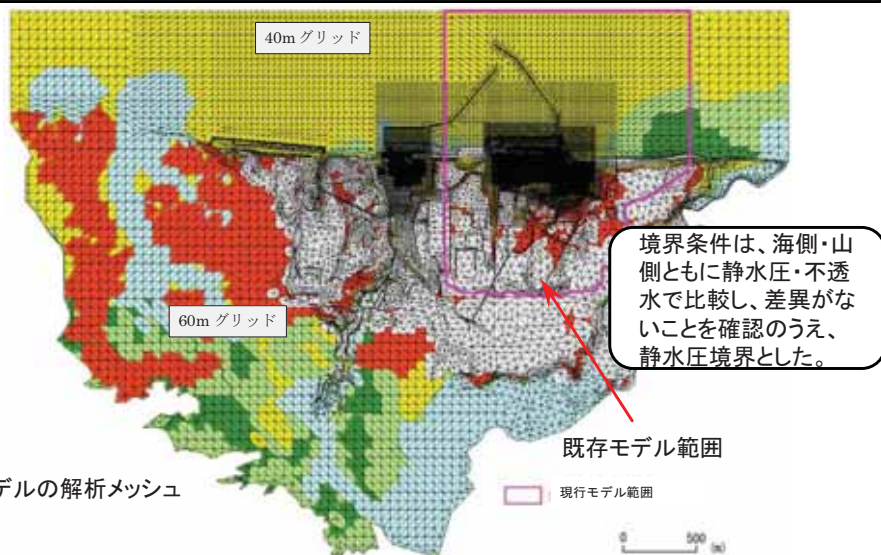 40m グリッド
境界条件は、海側・山
側ともに静水圧・不透
水で比較し、差異がな
いことを確認のうえ、
静水圧境界とした。
60m グリッド
既存モデル範囲
デルの解析メッシュ
現行モデル範囲
0 500 (m)